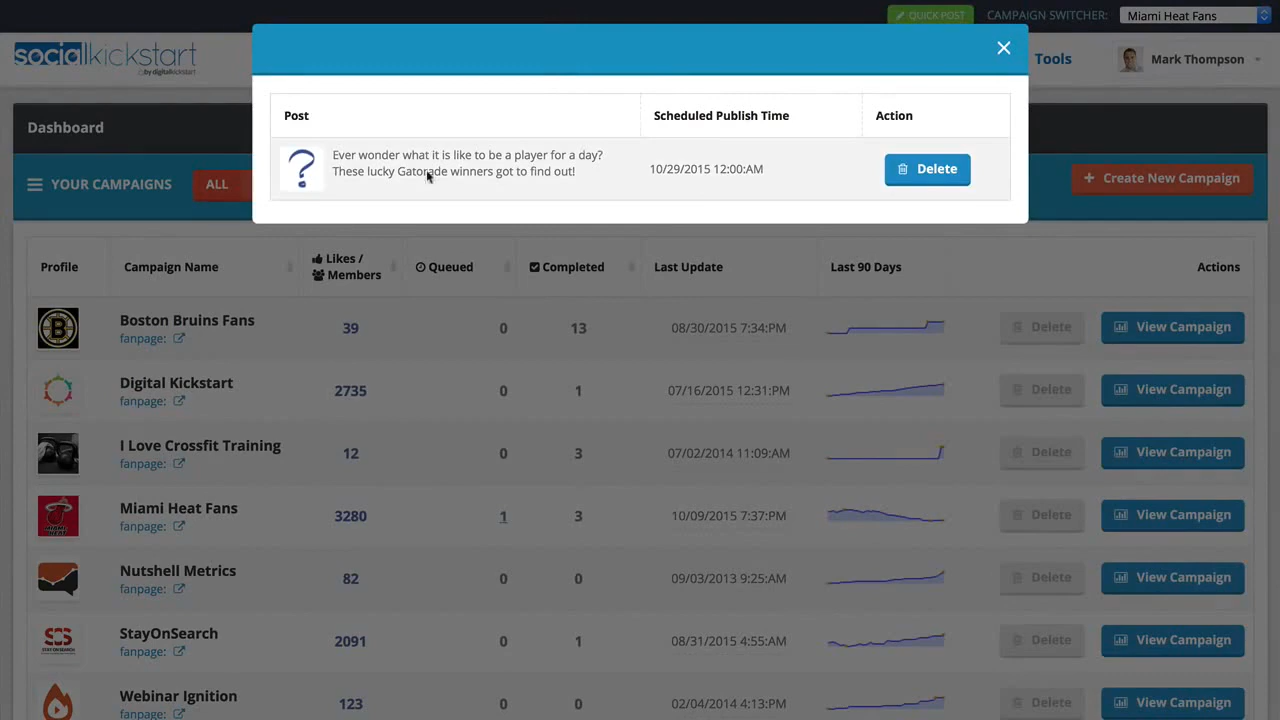 QUICK POST
CAMPAIGN SWITCHER:
Miami Heat Fans
socialkickstart
by digitalkickstart
Tools
Mark Thompson
Post
Scheduled Publish Time
Action
Ever wonder what it is like to be a player for a day?
These lucky Gatorade winners got to find out!
10/29/2015 12:00:AM
Delete
Dashboard
YOUR CAMPAIGNS
ALL
Create New Campaign
Profile
Campaign Name
Likes /
Members
Queued
Completed
Last Update
Last 90 Days
Actions
Boston Bruins Fans
fanpage:
39
0
13
08/30/2015 7:34:PM
Delete
View Campaign
Digital Kickstart
fanpage:
2735
0
1
07/16/2015 12:31:PM
Delete
View Campaign
I Love Crossfit Training
fanpage:
12
0
3
07/02/2014 11:09:AM
Delete
View Campaign
Miami Heat Fans
fanpage:
3280
1
3
10/09/2015 7:37:PM
Delete
View Campaign
Nutshell Metrics
fanpage:
82
0
0
09/03/2013 9:25:AM
Delete
View Campaign
StayOnSearch
fanpage:
2091
0
1
08/31/2015 4:55:AM
Delete
View Campaign
Webinar Ignition
fanpage:
123
0
0
02/04/2014 4:13:PM
Delete
View Campaign